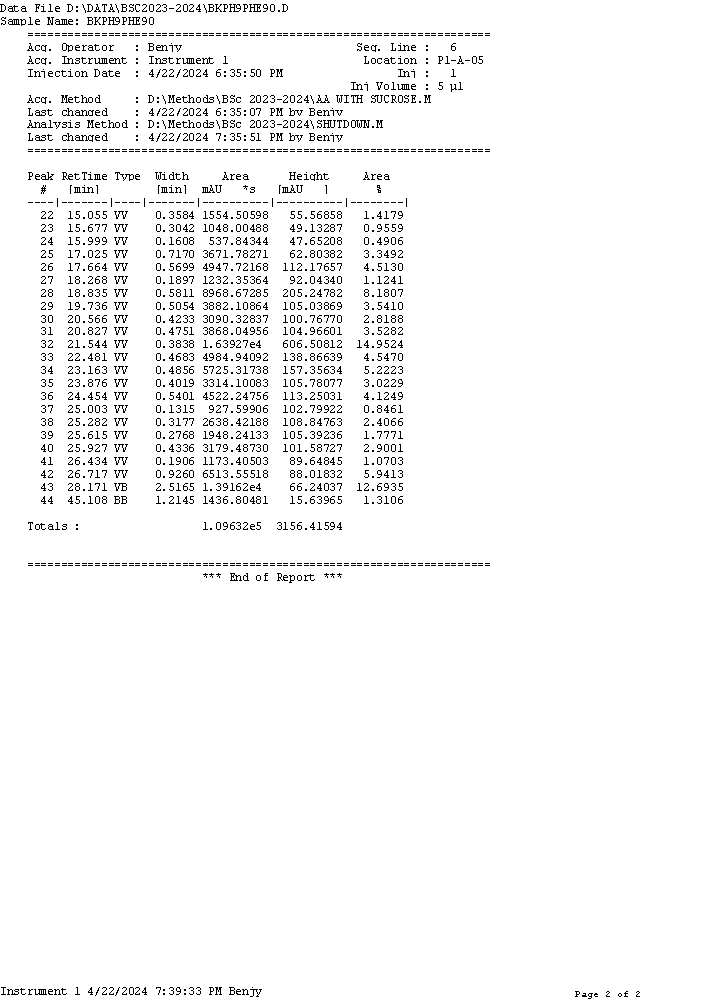 Data File D:\DATA\BSC2023-2024\BKPH9PHE90.D
Sample Name: BKPH9PHE90
=====================================================================
Acq. Operator   : Benjy                          Seq. Line :   6
Acq. Instrument : Instrument 1                    Location : P1-A-05
Injection Date  : 4/22/2024 6:35:50 PM                 Inj :   1
                                                Inj Volume : 5 µl
Acq. Method     : D:\Methods\BSc 2023-2024\AA WITH SUCROSE.M
Last changed    : 4/22/2024 6:35:07 PM by Benjy
Analysis Method : D:\Methods\BSc 2023-2024\SHUTDOWN.M
Last changed    : 4/22/2024 7:35:51 PM by Benjy
=====================================================================
Peak RetTime Type  Width     Area      Height     Area
  #   [min]        [min]  mAU   *s   [mAU   ]      %
----|-------|----|-------|----------|----------|--------|
  22  15.055 VV    0.3584 1554.50598   55.56858   1.4179
  23  15.677 VV    0.3042 1048.00488   49.13287   0.9559
  24  15.999 VV    0.1608  537.84344   47.65208   0.4906
  25  17.025 VV    0.7170 3671.78271   62.80382   3.3492
  26  17.664 VV    0.5699 4947.72168  112.17657   4.5130
  27  18.268 VV    0.1897 1232.35364   92.04340   1.1241
  28  18.835 VV    0.5811 8968.67285  205.24782   8.1807
  29  19.736 VV    0.5054 3882.10864  105.03869   3.5410
  30  20.566 VV    0.4233 3090.32837  100.76770   2.8188
  31  20.827 VV    0.4751 3868.04956  104.96601   3.5282
  32  21.544 VV    0.3838 1.63927e4   606.50812  14.9524
  33  22.481 VV    0.4683 4984.94092  138.86639   4.5470
  34  23.163 VV    0.4856 5725.31738  157.35634   5.2223
  35  23.876 VV    0.4019 3314.10083  105.78077   3.0229
  36  24.454 VV    0.5401 4522.24756  113.25031   4.1249
  37  25.003 VV    0.1315  927.59906  102.79922   0.8461
  38  25.282 VV    0.3177 2638.42188  108.84763   2.4066
  39  25.615 VV    0.2768 1948.24133  105.39236   1.7771
  40  25.927 VV    0.4336 3179.48730  101.58727   2.9001
  41  26.434 VV    0.1906 1173.40503   89.64845   1.0703
  42  26.717 VV    0.9260 6513.55518   88.01832   5.9413
  43  28.171 VB    2.5165 1.39162e4    66.24037  12.6935
  44  45.108 BB    1.2145 1436.80481   15.63965   1.3106
Totals :                  1.09632e5  3156.41594
=====================================================================
*** End of Report ***
Instrument 1 4/22/2024 7:39:33 PM Benjy                Page 2 of 2